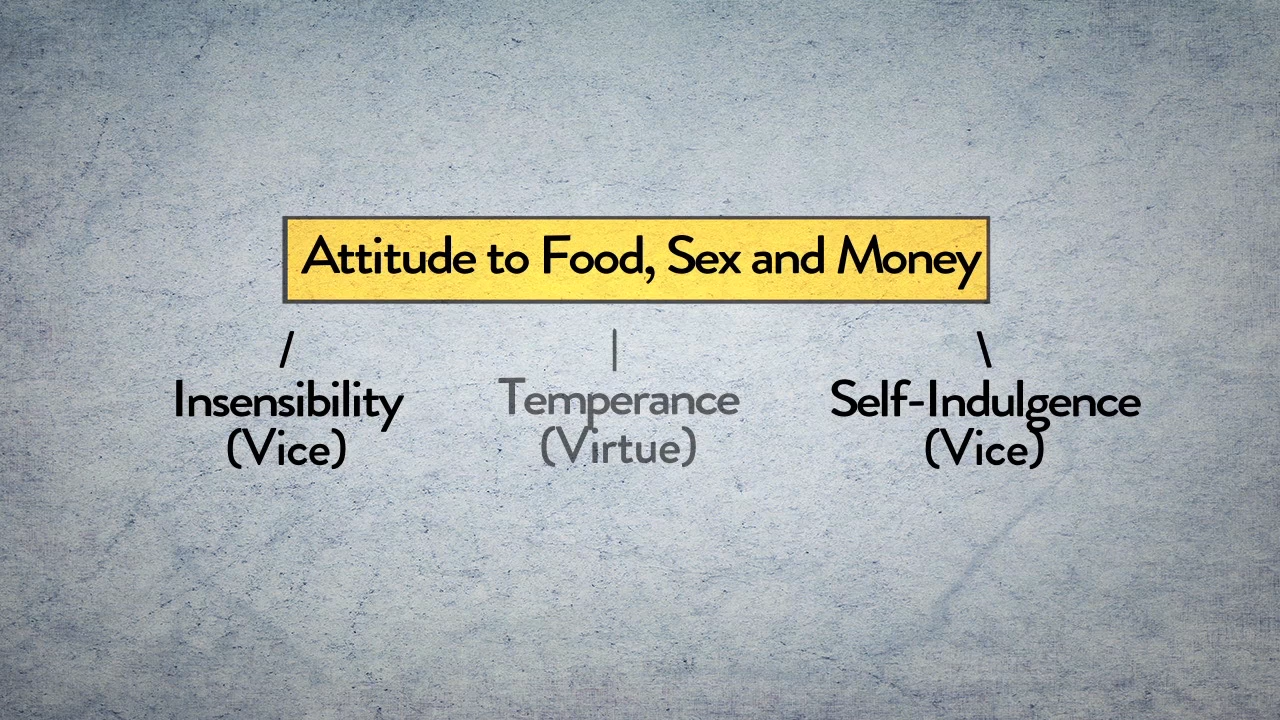 Attitude to Food, Sex and Money
/ | \
Insensibility Temperance Self-Indulgence
(Vice) (Virtue) (Vice)